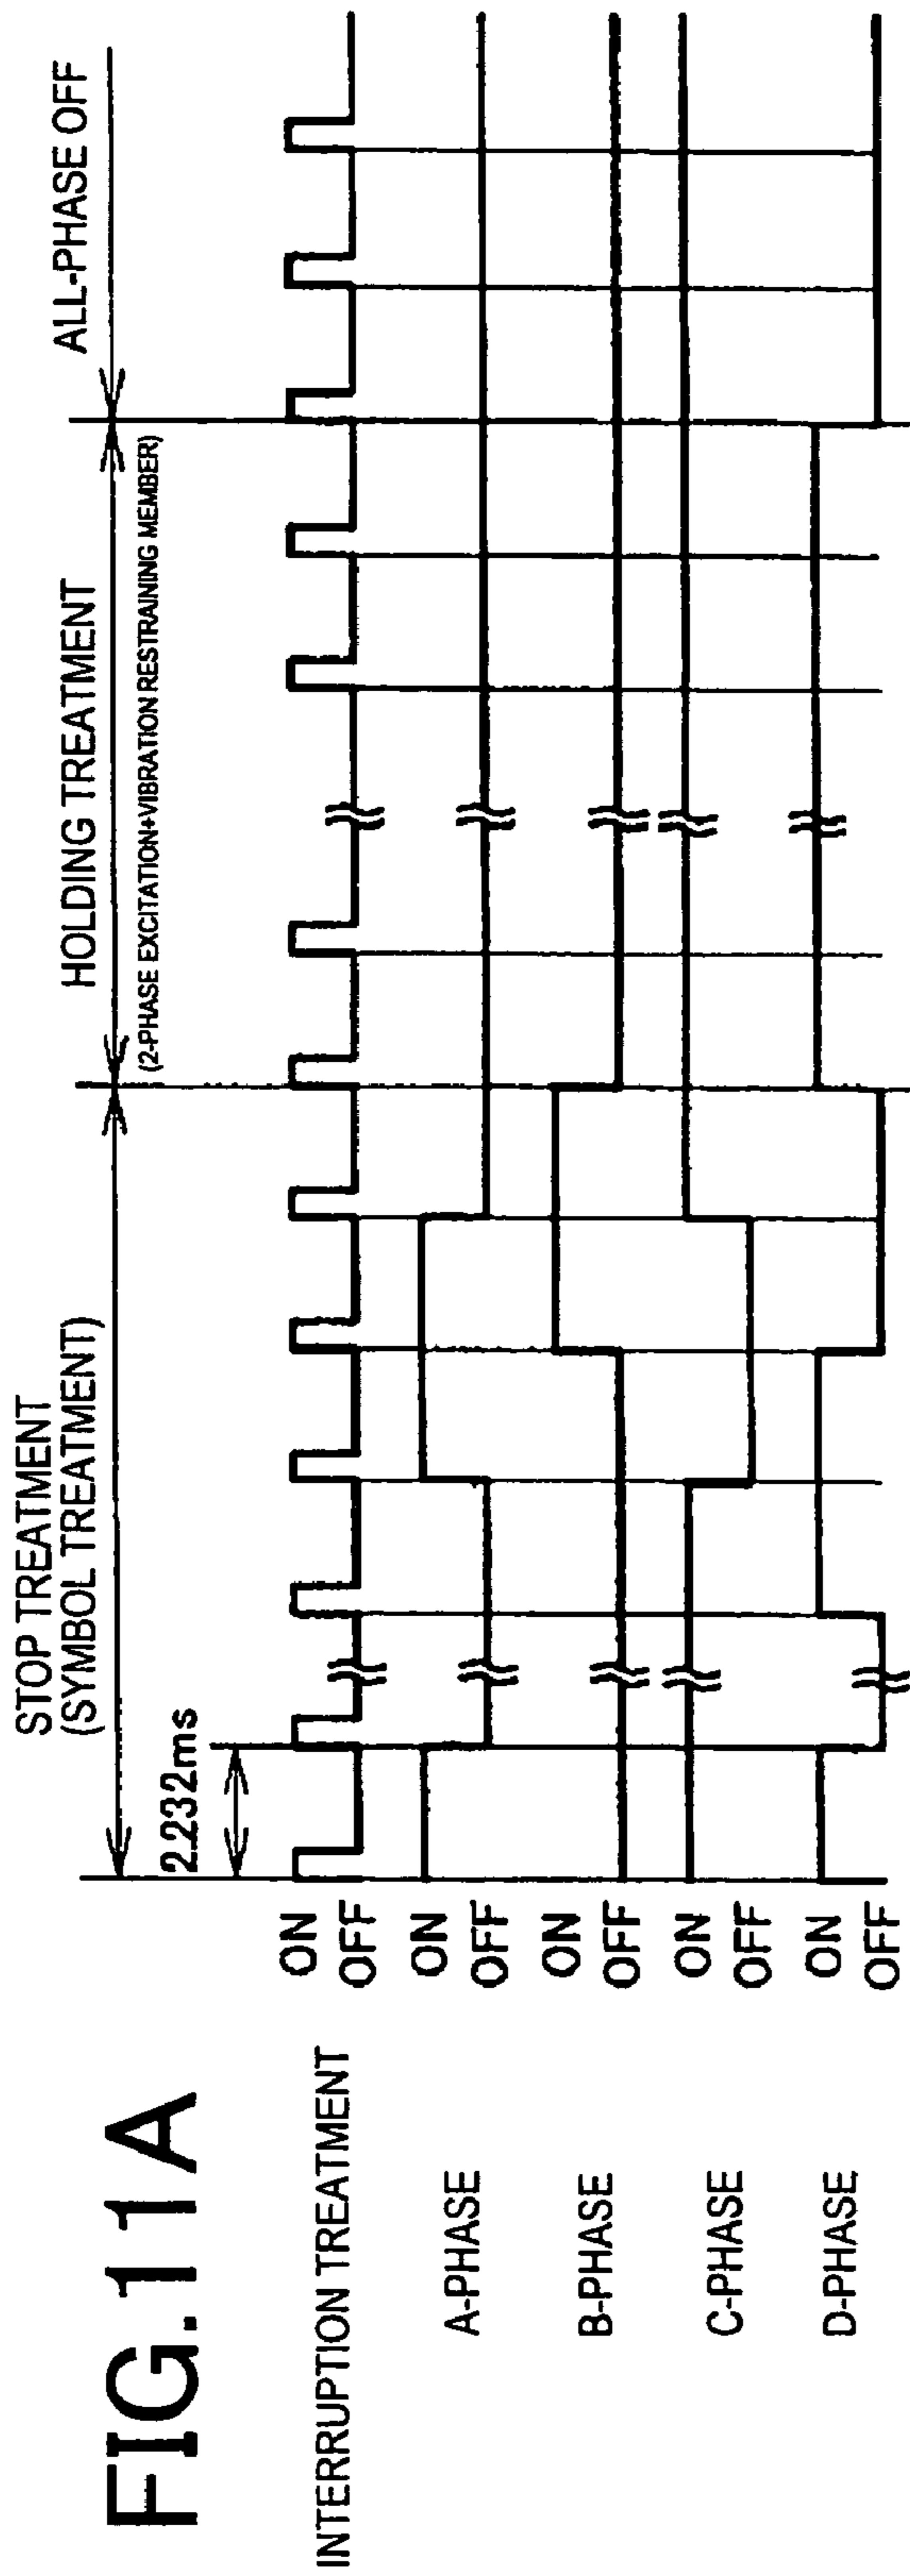 FIG.11A
STOP TREATMENT
(SYMBOL TREATMENT)
HOLDING TREATMENT
(2-PHASE EXCITATION+VIBRATION RESTRAINING MEMBER)
ALL-PHASE OFF
2.232ms
INTERRUPTION TREATMENT
ON
OFF
A-PHASE
ON
OFF
B-PHASE
ON
OFF
C-PHASE
ON
OFF
D-PHASE
ON
OFF